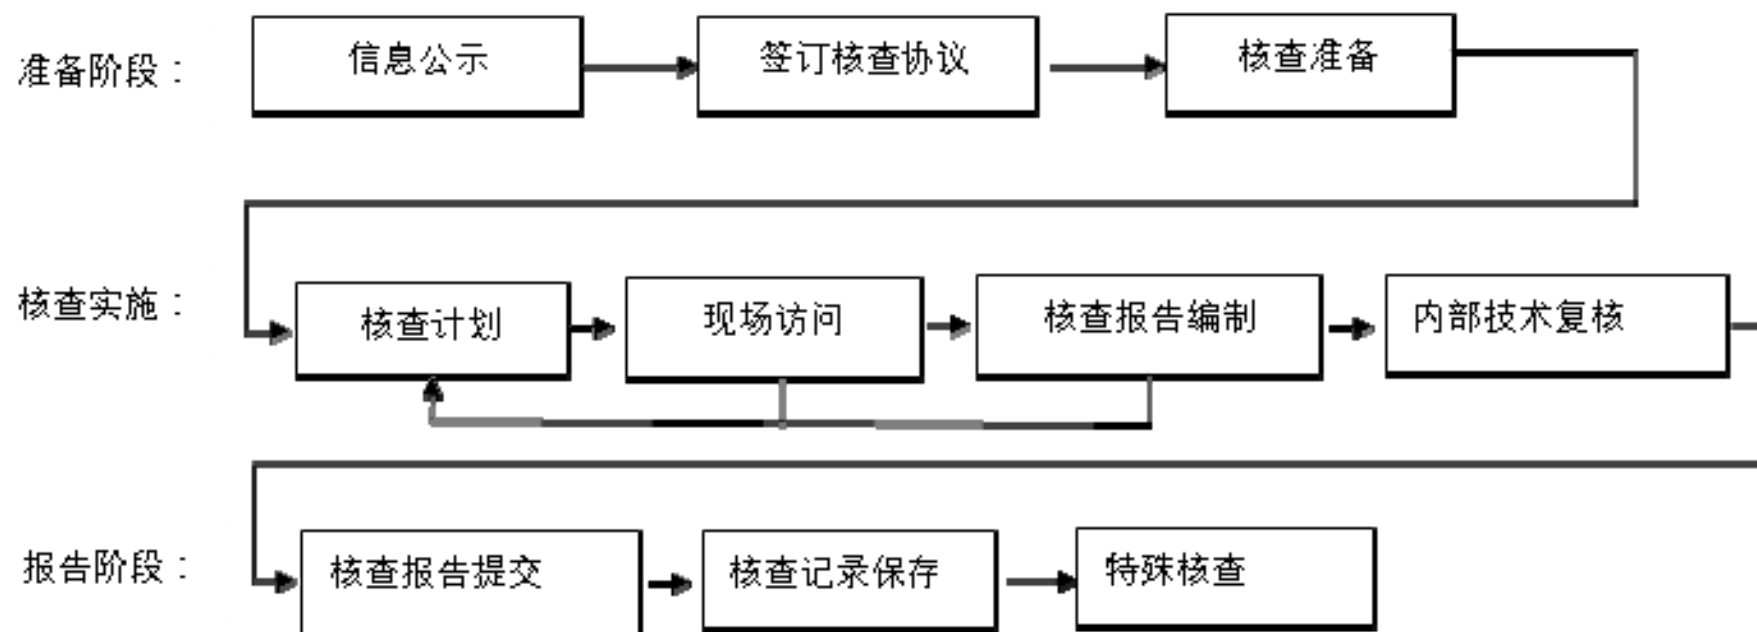 准备阶段：
信息公示
签订核查协议
核查准备
核查实施：
核查计划
现场访问
核查报告编制
内部技术复核
报告阶段：
核查报告提交
核查记录保存
特殊核查